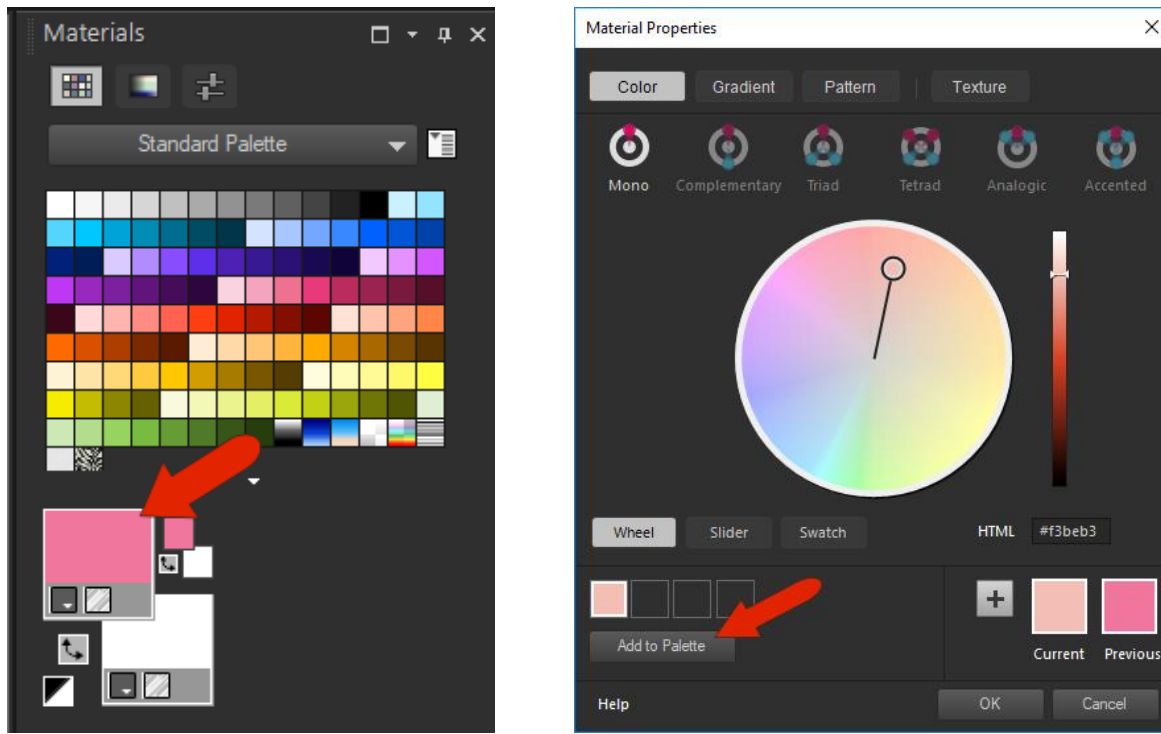 Materials
Standard Palette
Material Properties
Color Gradient Pattern Texture
Mono Complementary Triad Tetrad Analogic Accented
Wheel Slider Swatch HTML #f3beb3
Add to Palette
Current Previous
Help OK Cancel